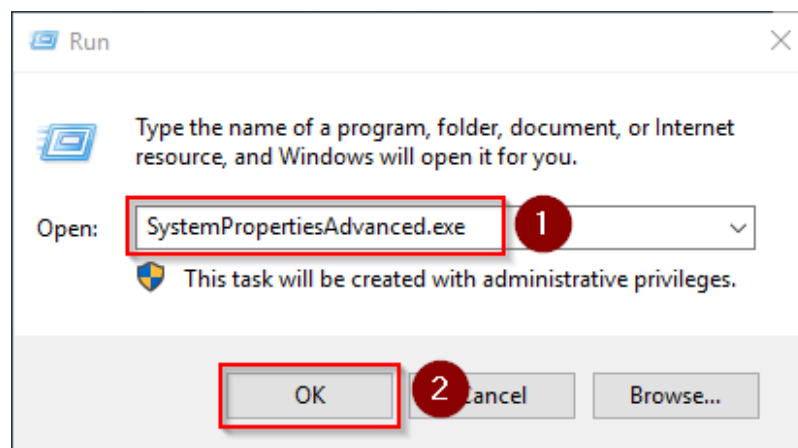 Run
Type the name of a program, folder, document, or Internet
resource, and Windows will open it for you.
Open: SystemPropertiesAdvanced.exe 1
This task will be created with administrative privileges.
OK 2 ancel Browse...